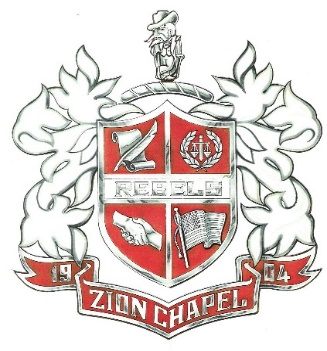 REBELS
19 04
ZION CHAPEL